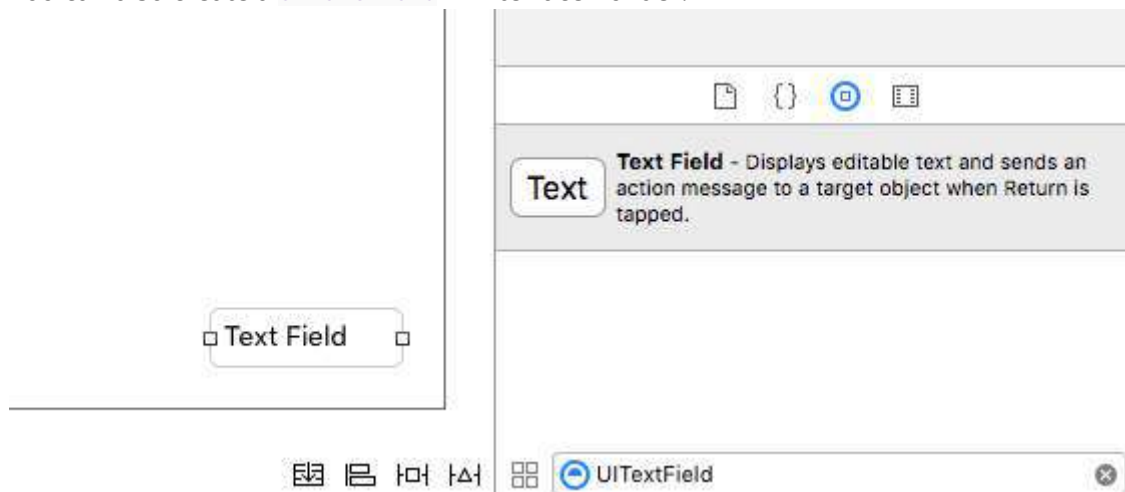 Text
Text Field - Displays editable text and sends an
action message to a target object when Return is
tapped.
Text Field
UITextField